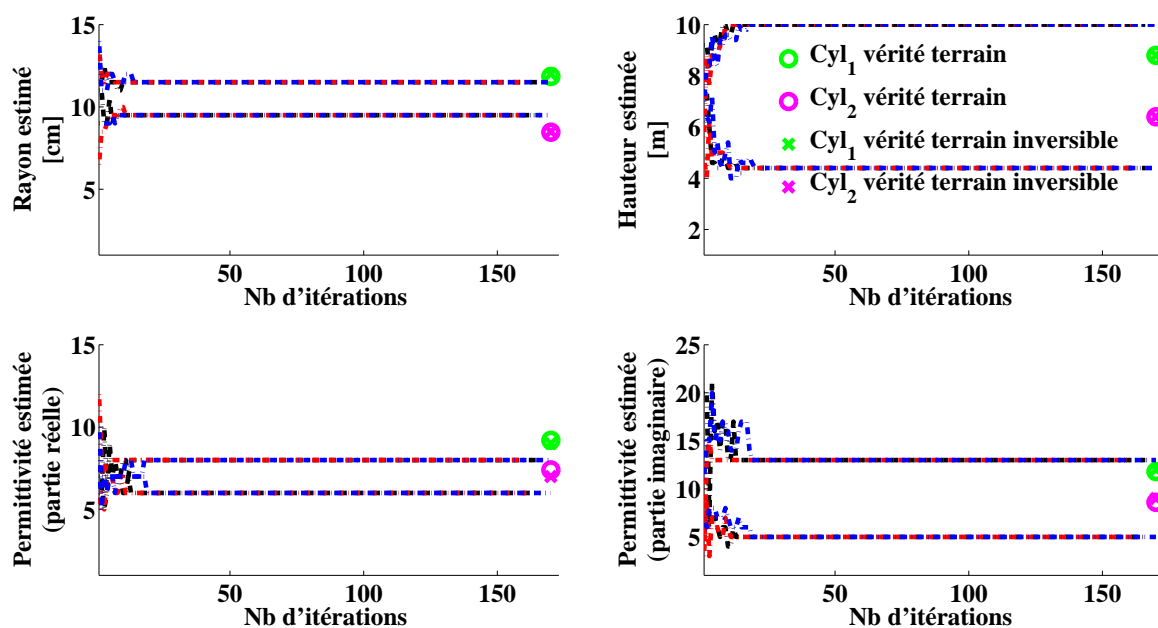 Rayon estimé
[cm]
15
10
5
50
100
150
Nb d'itérations
Hauteur estimée
[m]
10
8
6
4
2
Cyl1 vérité terrain
Cyl2 vérité terrain
Cyl1 vérité terrain inversible
Cyl2 vérité terrain inversible
50
100
150
Nb d'itérations
Permittivité estimée
(partie réelle)
15
10
5
50
100
150
Nb d'itérations
Permittivité estimée
(partie imaginaire)
25
20
15
10
5
50
100
150
Nb d'itérations